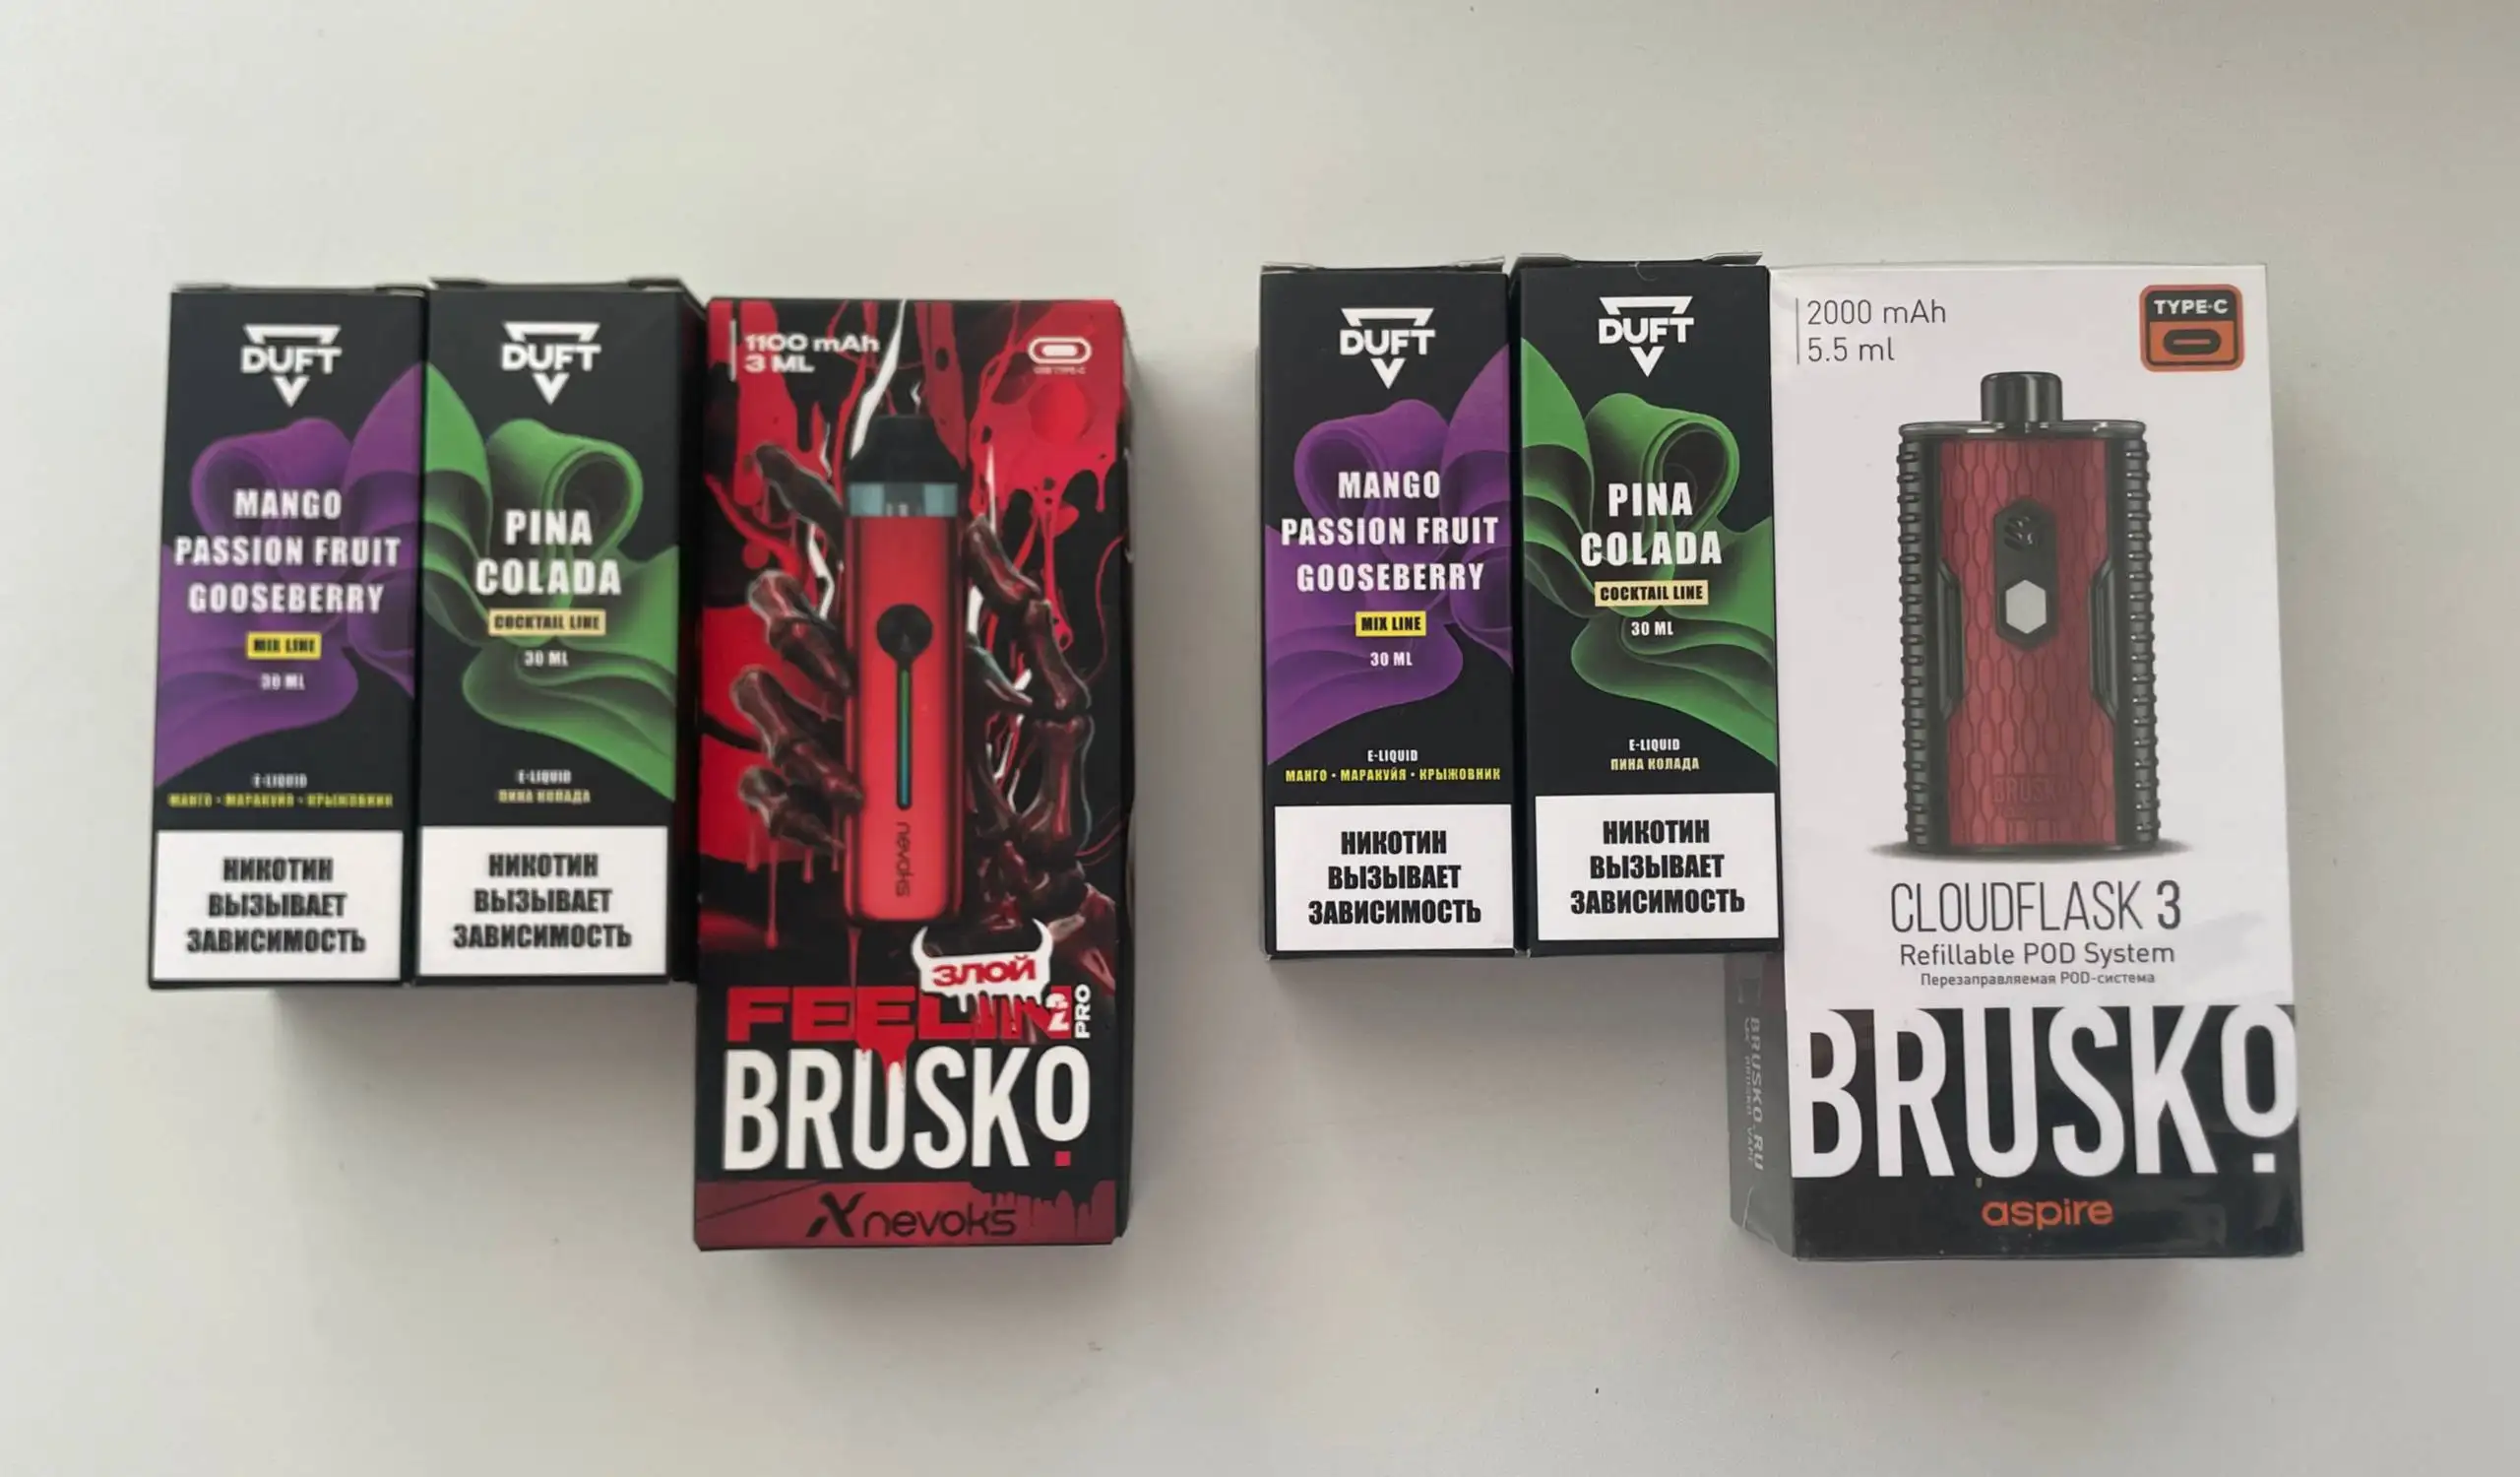 DUFT
MANGO
PASSION FRUIT
GOOSEBERRY
MIX LINE
30 ML
E-LIQUID
МАНГО • МАРАКУЙЯ • КРЫЖОВНИК
НИКОТИН
ВЫЗЫВАЕТ
ЗАВИСИМОСТЬ
DUFT
PINA
COLADA
COCKTAIL LINE
30 ML
E-LIQUID
ПИНА КОЛАДА
НИКОТИН
ВЫЗЫВАЕТ
ЗАВИСИМОСТЬ
1100 mAh
3 ML
USB TYPE-C
nevoks
ЗЛОЙ
FEELIN 2 PRO
BRUSKO
nevoks
DUFT
MANGO
PASSION FRUIT
GOOSEBERRY
MIX LINE
30 ML
E-LIQUID
МАНГО • МАРАКУЙЯ • КРЫЖОВНИК
НИКОТИН
ВЫЗЫВАЕТ
ЗАВИСИМОСТЬ
DUFT
PINA
COLADA
COCKTAIL LINE
30 ML
E-LIQUID
ПИНА КОЛАДА
НИКОТИН
ВЫЗЫВАЕТ
ЗАВИСИМОСТЬ
2000 mAh
5.5 ml
TYPE-C
BRUSKO
CLOUDFLASK 3
Refillable POD System
Перезаправляемая POD-система
BRUSKO
aspire
BRUSKO.RU